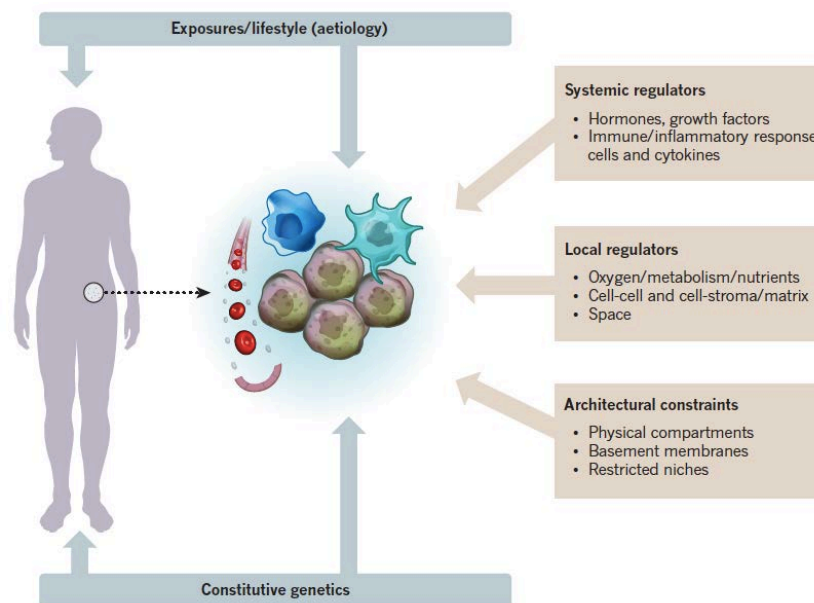 Exposures/lifestyle (aetiology)
Systemic regulators
• Hormones, growth factors
• Immune/inflammatory response
cells and cytokines
Local regulators
• Oxygen/metabolism/nutrients
• Cell-cell and cell-stroma/matrix
• Space
Architectural constraints
• Physical compartments
• Basement membranes
• Restricted niches
Constitutive genetics